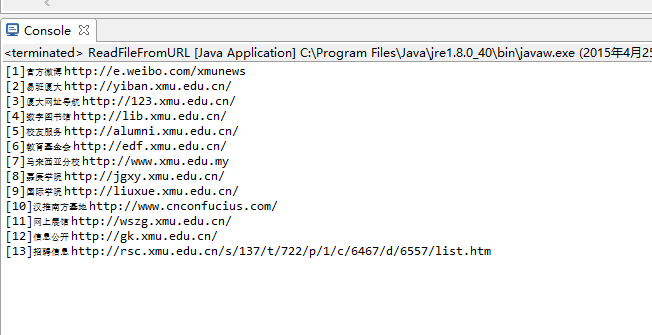 Console
<terminated> ReadFileFromURL [Java Application] C:\Program Files\Java\jre1.8.0_40\bin\javaw.exe (2015年4月25
[1]官方微博http://e.weibo.com/xmunews
[2]易班厦大http://yiban.xmu.edu.cn/
[3]厦大网址导航http://123.xmu.edu.cn/
[4]数字图书馆http://lib.xmu.edu.cn/
[5]校友服务http://alumni.xmu.edu.cn/
[6]教育基金会http://edf.xmu.edu.cn/
[7]马来西亚分校http://www.xmu.edu.my
[8]嘉庚学院http://jgxy.xmu.edu.cn/
[9]国际学院http://liuxue.xmu.edu.cn/
[10]汉推南方基地http://www.cnconfucius.com/
[11]网上展馆http://wszg.xmu.edu.cn/
[12]信息公开http://gk.xmu.edu.cn/
[13]招聘信息http://rsc.xmu.edu.cn/s/137/t/722/p/1/c/6467/d/6557/list.htm